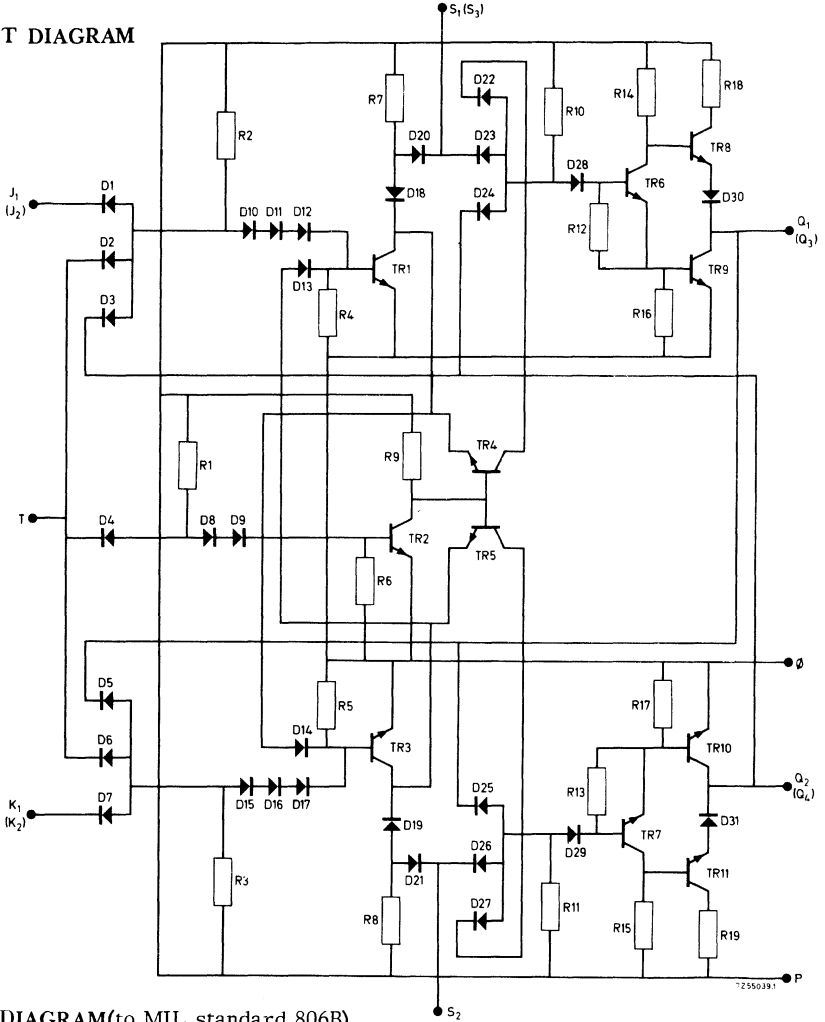 S₁(S₃)
T DIAGRAM
D22
R7
R10
R14
R18
R2
D20
D23
TR8
D28
TR6
D1
J₁
(J₂)
D18
D24
D30
D2
D10 D11 D12
R12
Q₁
(Q₃)
TR1
TR9
D13
D3
R4
R16
TR4
R9
R1
T
D4
D8 D9
TR2
TR5
R6
Ø
D5
R5
R17
D14
TR3
TR10
D6
Q₂
(Q₄)
D15 D16 D17
D25
R13
K₁
(K₂)
D7
D19
D31
TR7
D29
D26
D21
TR11
R3
D27
R8
R11
R15
R19
P
7Z55039.1
DIAGRAM(to MIL standard 806B)
S₂